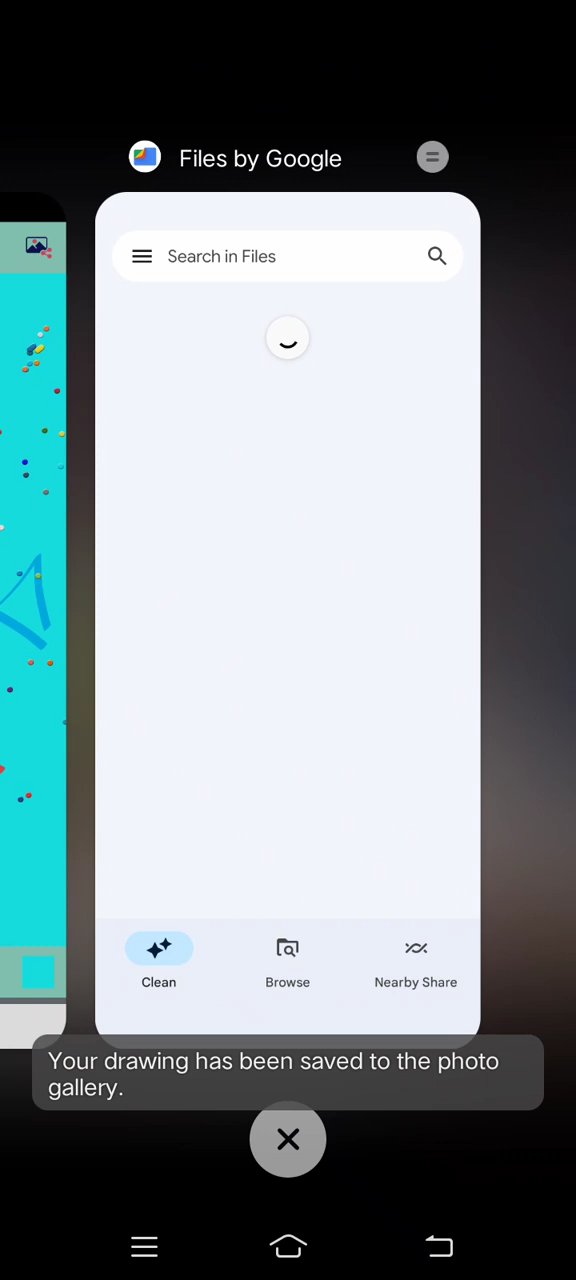 Files by Google
Search in Files
Clean
Browse
Nearby Share
Your drawing has been saved to the photo
gallery.